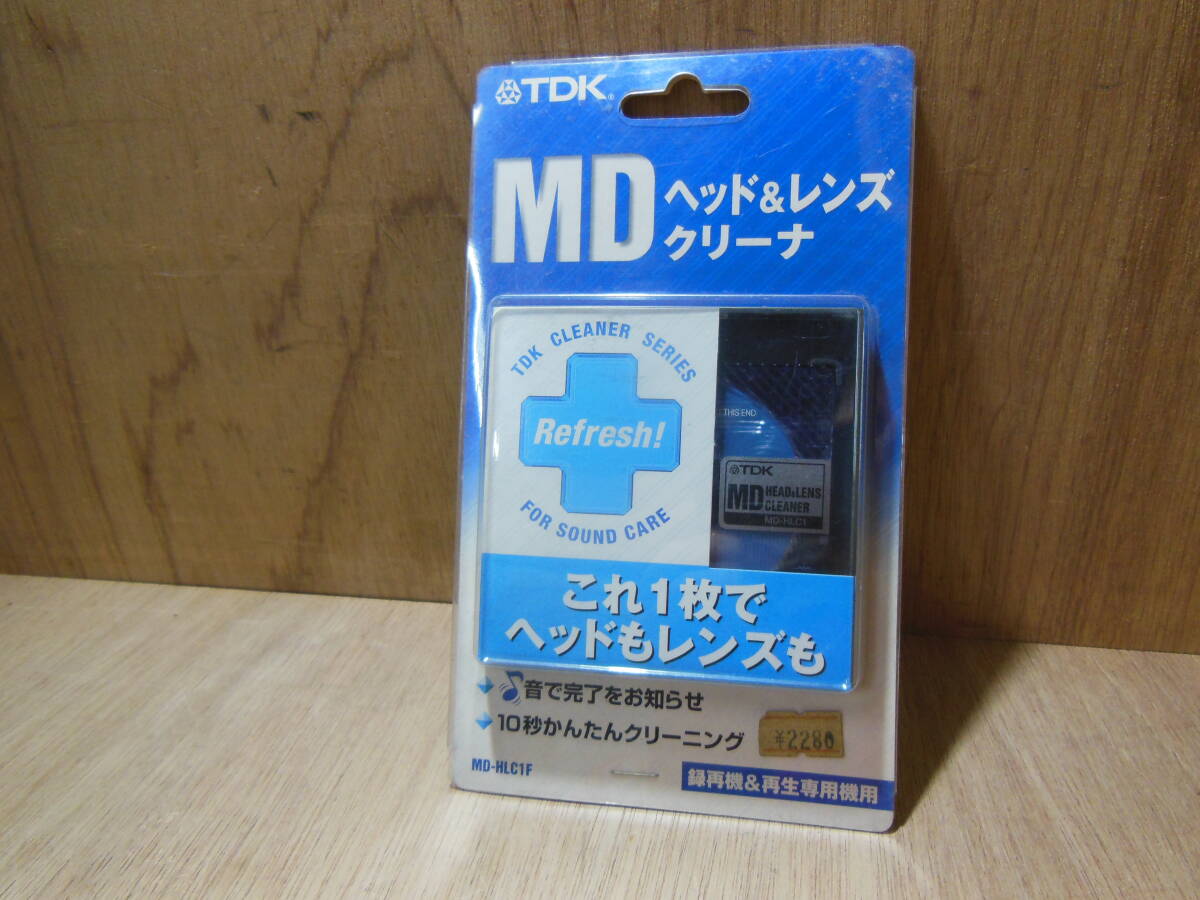 TDK
MD ヘッド&レンズ
クリーナ
TDK CLEANER SERIES
Refresh!
FOR SOUND CARE
THIS END
TDK
MD HEAD&LENS
CLEANER
MD-HLC1
これ1枚で
ヘッドもレンズも
音で完了をお知らせ
10秒かんたんクリーニング
¥2280
MD-HLC1F
録再機&再生専用機用